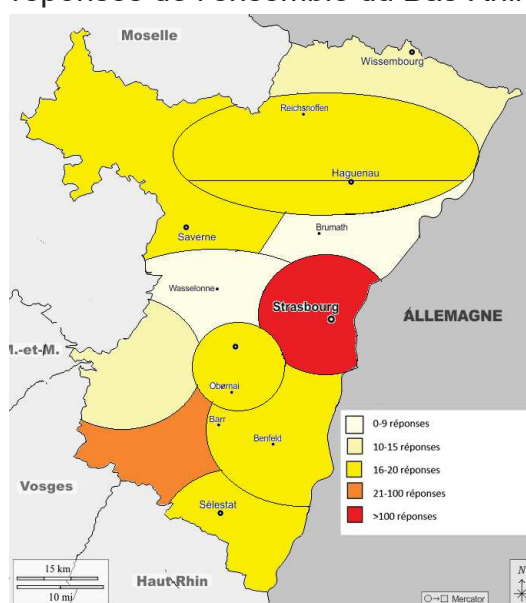 réponses de l'ensemble du Bas-Rhin
Moselle
Wissembourg
Reichshoffen
Haguenau
Brumath
Saverne
Wasselonne
Strasbourg
ALLEMAGNE
M.-et-M.
Obernai
Barr
Benfeld
0-9 réponses
10-15 réponses
16-20 réponses
21-100 réponses
>100 réponses
Vosges
Sélestat
15 km
10 mi
Haut-Rhin
N
Mercator